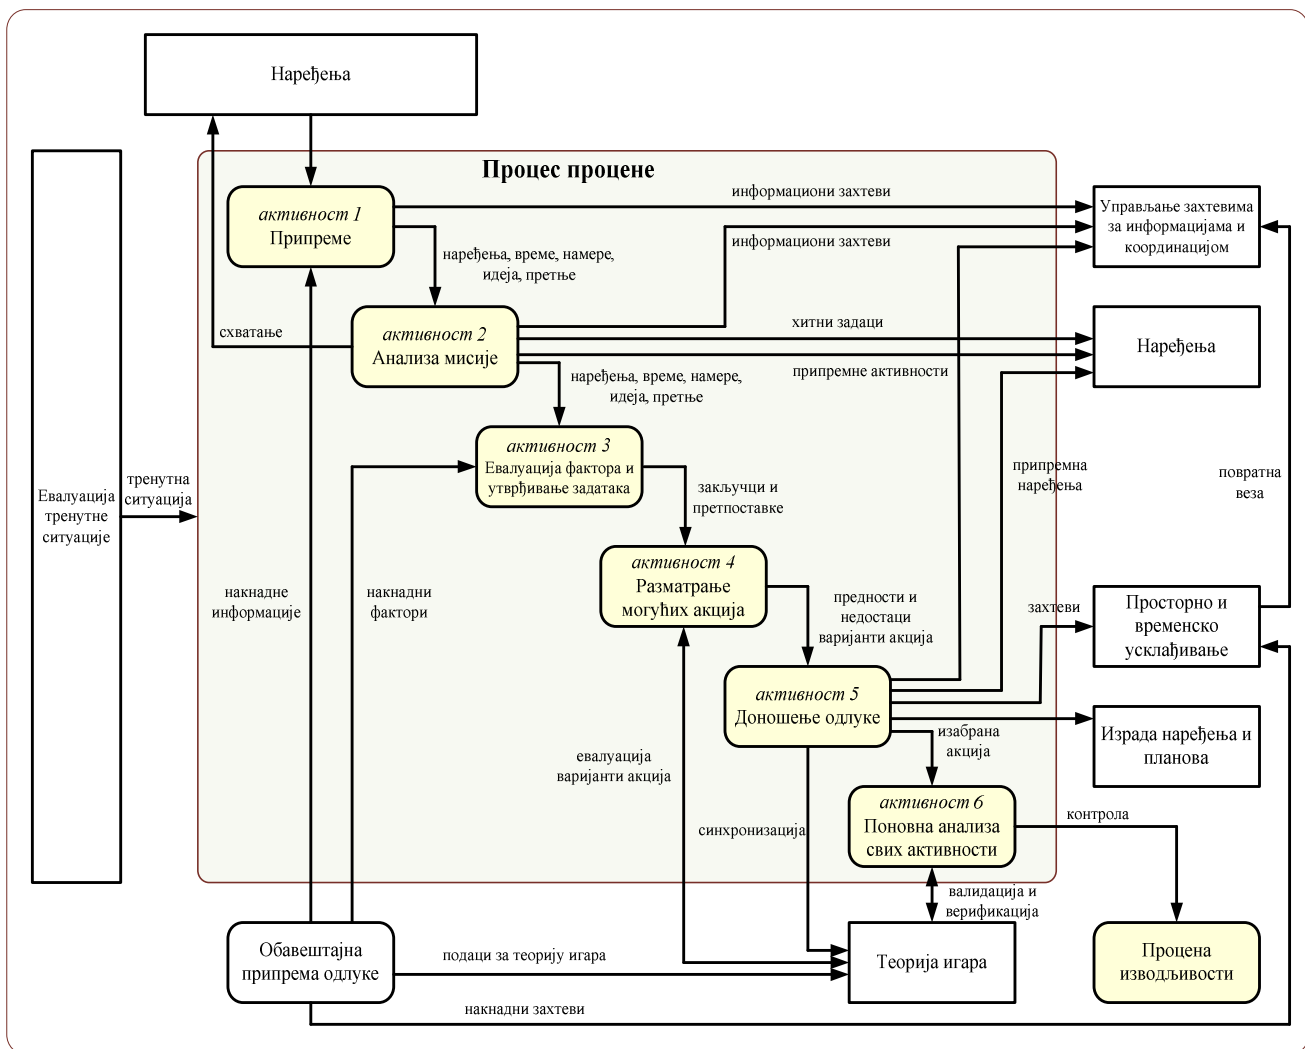 Наређења
Процес процене
активност 1
Припреме
информациони захтеви
Управљање захтевима
за информацијама и
координацијом
информациони захтеви
наређења, време, намере,
идеја, претње
схватање
активност 2
Анализа мисије
хитни задаци
припремне активности
Наређења
наређења, време, намере,
идеја, претње
активност 3
Евалуација фактора и
утврђивање задатака
закључци и
претпоставке
припремна
наређења
повратна
веза
Евалуација
тренутне
ситуације
тренутна
ситуација
накнадне
информације
накнадни
фактори
активност 4
Разматрање
могућих акција
предности и
недостаци
варијанти акција
захтеви
Просторно и
временско
усклађивање
активност 5
Доношење одлуке
изабрана
акција
Израда наређења и
планова
евалуација
варијанти акција
синхронизација
активност 6
Поновна анализа
свих активности
контрола
валидација и
верификација
Обавештајна
припрема одлуке
подаци за теорију игара
Теорија игара
Процена
изводљивости
накнадни захтеви